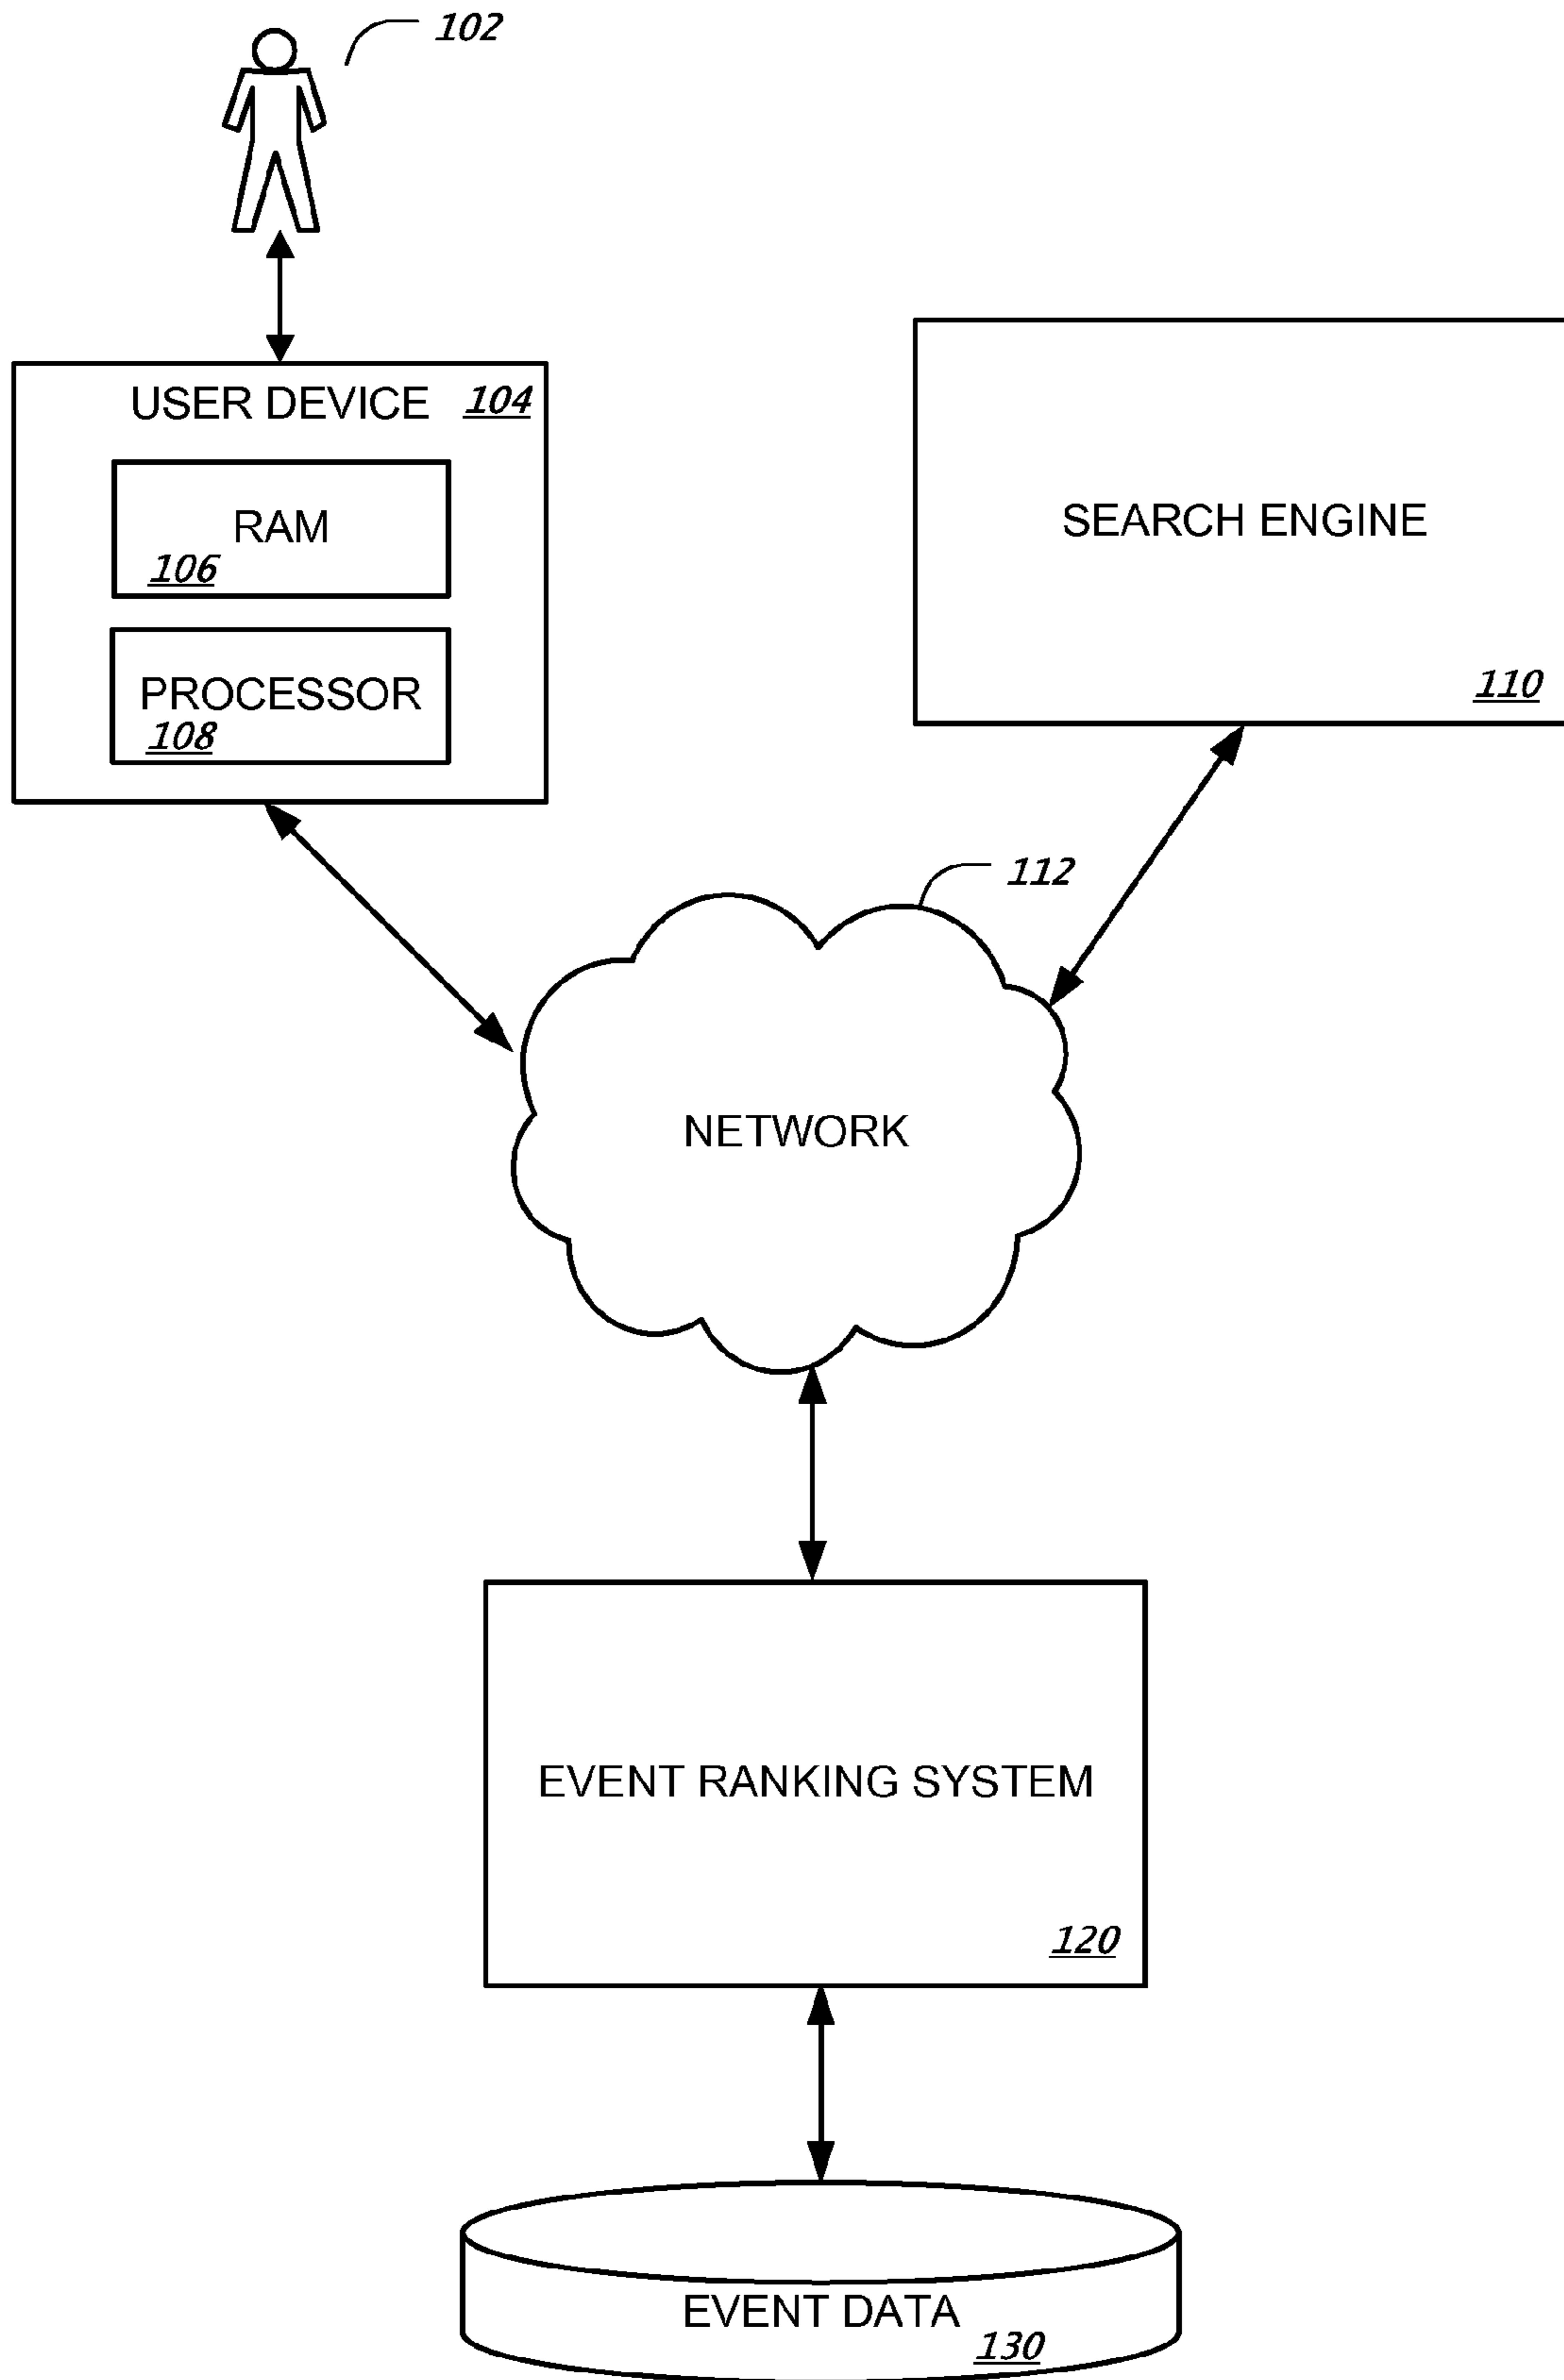 102
USER DEVICE 104
RAM
106
PROCESSOR
108
SEARCH ENGINE
110
112
NETWORK
EVENT RANKING SYSTEM
120
EVENT DATA
130